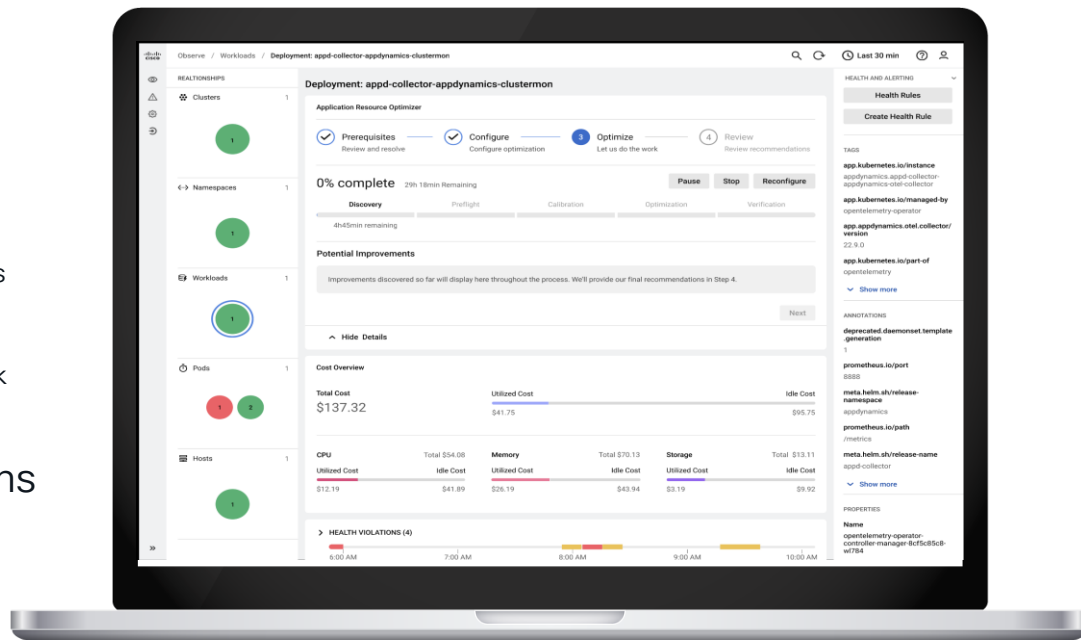 Observe / Workloads / Deployment: appd-collector-appdynamics-clustermon
Last 30 min
REALTIONSHIPS
Clusters 1
1
Namespaces 1
1
Workloads 1
1
Pods 1
1 2
Hosts 1
1
Deployment: appd-collector-appdynamics-clustermon
Application Resource Optimizer
Prerequisites
Review and resolve
Configure
Configure optimization
3 Optimize
Let us do the work
4 Review
Review recommendations
0% complete 29h 18min Remaining
Pause Stop Reconfigure
Discovery Preflight Calibration Optimization Verification
4h45min remaining
Potential Improvements
Improvements discovered so far will display here throughout the process. We'll provide our final recommendations in Step 4.
Next
Hide Details
Cost Overview
Total Cost Utilized Cost Idle Cost
$137.32
$41.75 $95.75
CPU Total $54.08 Memory Total $70.13 Storage Total $13.11
Utilized Cost Idle Cost Utilized Cost Idle Cost Utilized Cost Idle Cost
$12.19 $41.89 $26.19 $43.94 $3.19 $9.92
HEALTH VIOLATIONS (4)
6:00 AM 7:00 AM 8:00 AM 9:00 AM 10:00 AM
HEALTH AND ALERTING
Health Rules
Create Health Rule
TAGS
app.kubernetes.io/instance
appdynamics.appd-collector-
appdynamics-otel-collector
app.kubernetes.io/managed-by
opentelemetry-operator
app.appdynamics.otel.collector/
version
22.9.0
app.kubernetes.io/part-of
opentelemetry
Show more
ANNOTATIONS
deprecated.daemonset.template
.generation
1
prometheus.io/port
8888
meta.helm.sh/release-
namespace
appdynamics
prometheus.io/path
/metrics
meta.helm.sh/release-name
appd-collector
Show more
PROPERTIES
Name
opentelemetry-operator-
controller-manager-8cf5c85c8-
wf784